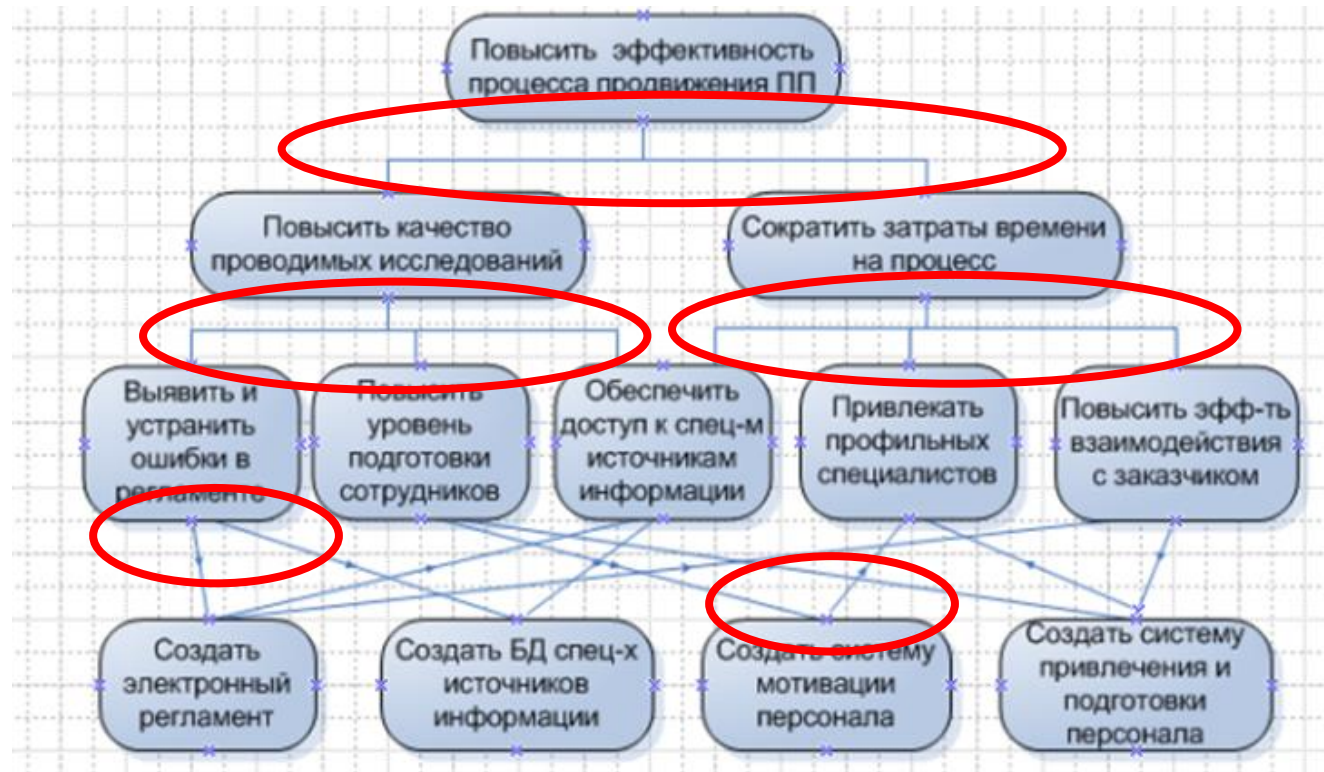 Повысить эффективность
процесса продвижения ПП
Повысить качество
проводимых исследований
Сократить затраты времени
на процесс
Выявить и
устранить
ошибки в
регламенте
Повысить
уровень
подготовки
сотрудников
Обеспечить
доступ к спец-м
источникам
информации
Привлекать
профильных
специалистов
Повысить эфф-ть
взаимодействия
с заказчиком
Создать
электронный
регламент
Создать БД спец-х
источников
информации
Создать систему
мотивации
персонала
Создать систему
привлечения и
подготовки
персонала